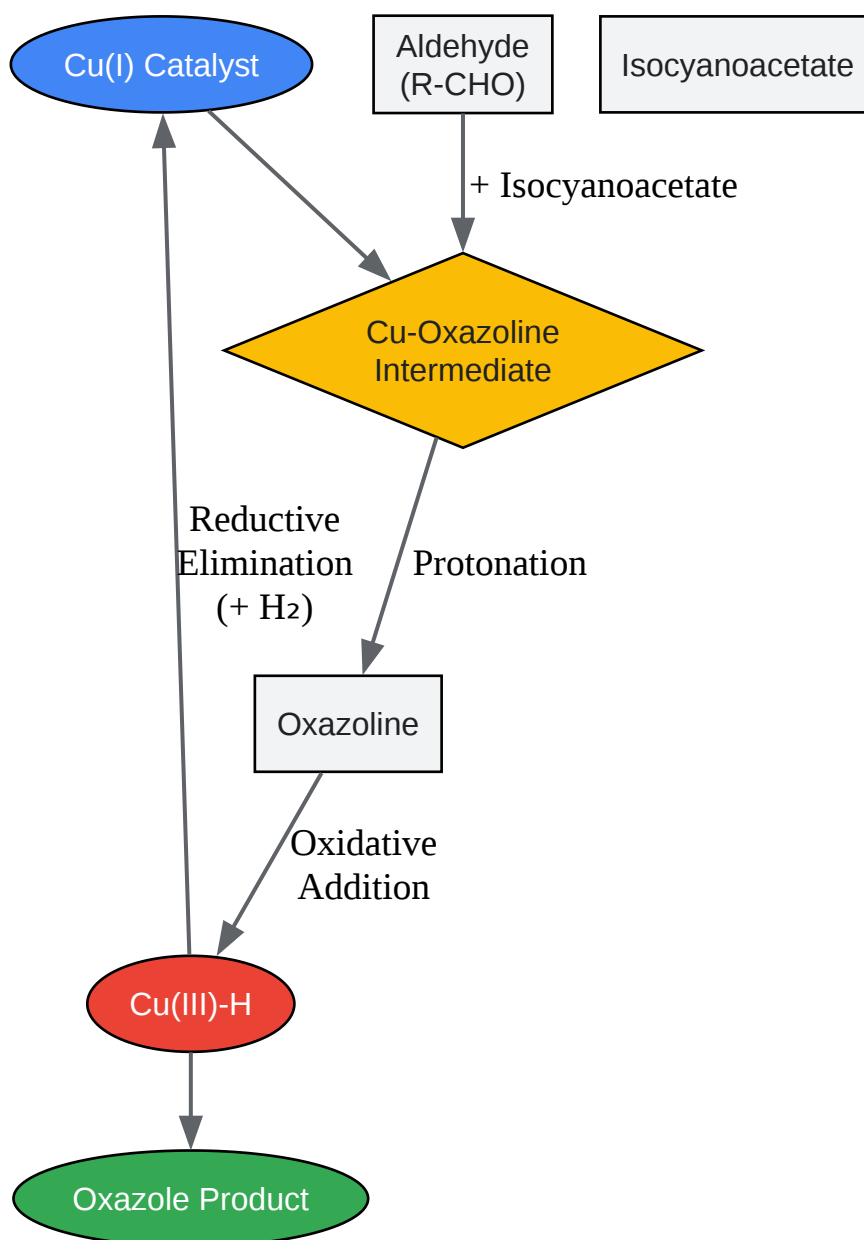 Cu(I) Catalyst
Aldehyde
(R-CHO)
Isocyanoacetate
+ Isocyanoacetate
Cu-Oxazoline
Intermediate
Reductive
Elimination
(+ H₂)
Protonation
Oxazoline
Oxidative
Addition
Cu(III)-H
Oxazole Product